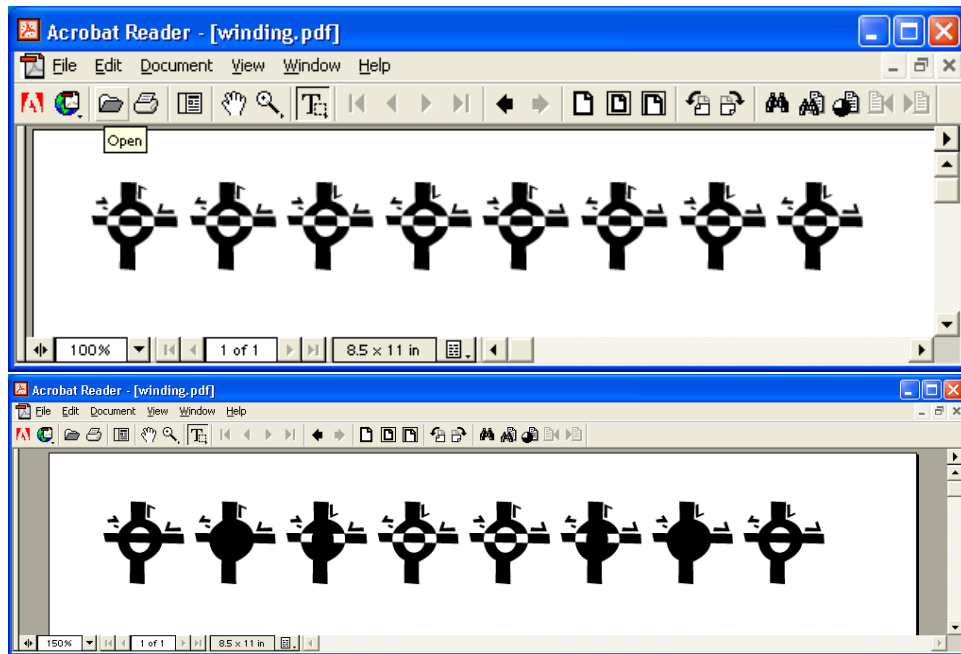 Acrobat Reader - [winding.pdf]
File Edit Document View Window Help
Open
100% 1 of 1 8.5 x 11 in
Acrobat Reader - [winding.pdf]
File Edit Document View Window Help
150% 1 of 1 8.5 x 11 in